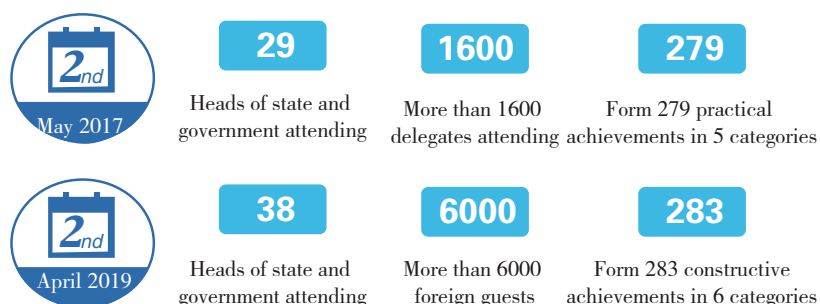 2nd
May 2017
29
Heads of state and
government attending
1600
More than 1600
delegates attending
279
Form 279 practical
achievements in 5 categories
2nd
April 2019
38
Heads of state and
government attending
6000
More than 6000
foreign guests
283
Form 283 constructive
achievements in 6 categories